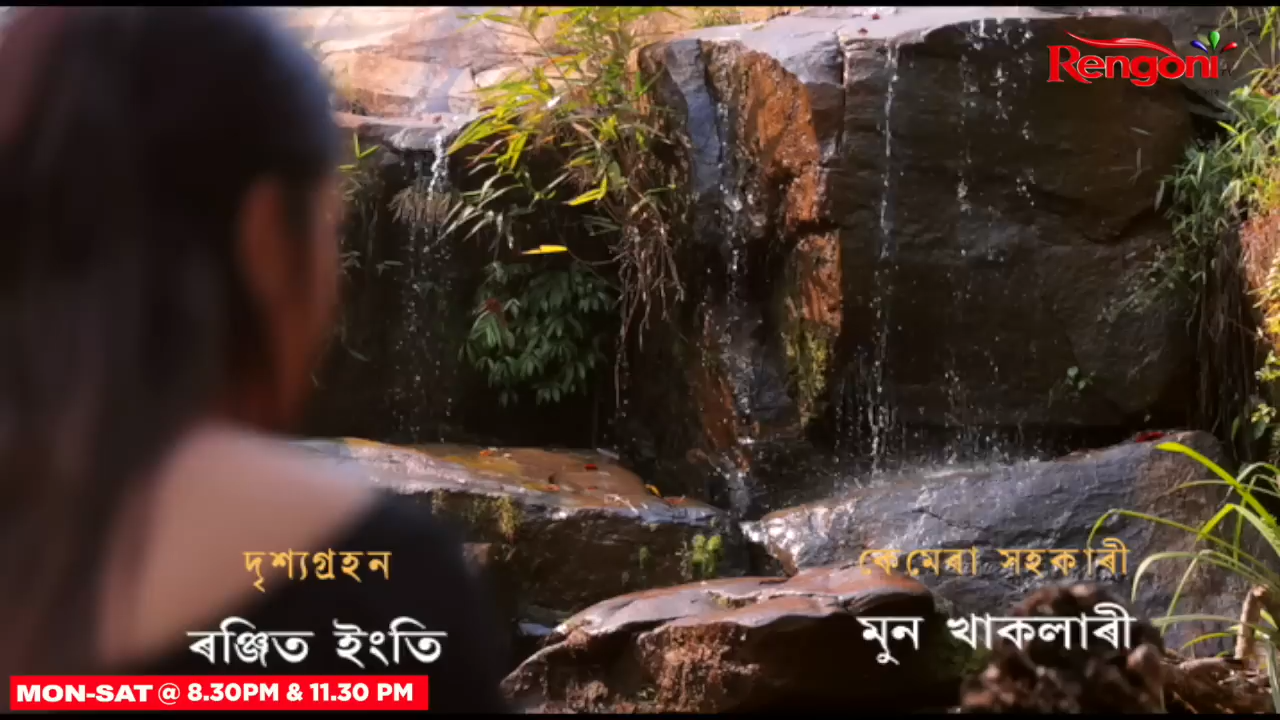 Rengoni
দৃশ্যগ্ৰহন
ৰঞ্জিত ইংতি
কেমেৰা সহকাৰী
মুন খাকলাৰী
MON-SAT @ 8.30PM & 11.30 PM